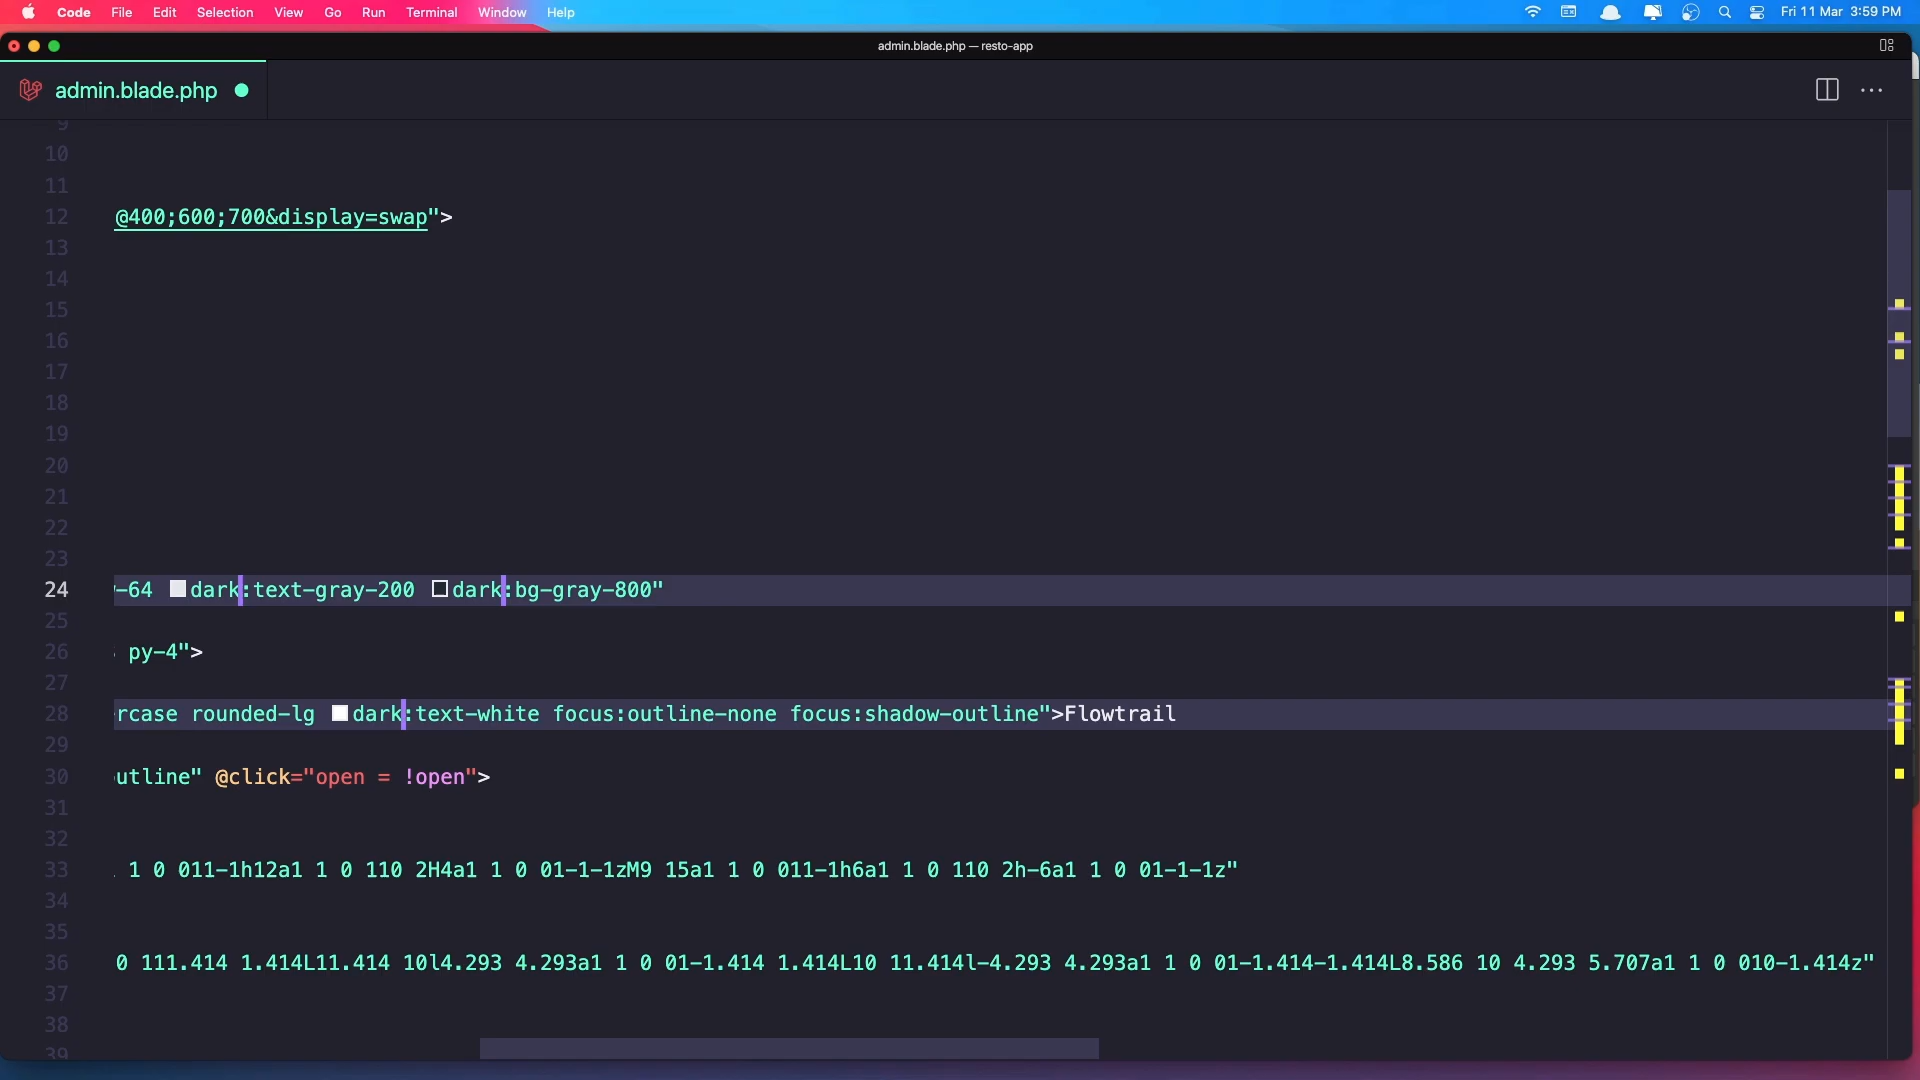 Code File Edit Selection View Go Run Terminal Window Help Fri 11 Mar 3:59 PM
admin.blade.php — resto-app
admin.blade.php
9
10
11
12 @400;600;700&display=swap">
13
14
15
16
17
18
19
20
21
22
23
24 -64 dark:text-gray-200 dark:bg-gray-800"
25
26 py-4">
27
28 rcase rounded-lg dark:text-white focus:outline-none focus:shadow-outline">Flowtrail
29
30 utline" @click="open = !open">
31
32
33 1 0 011-1h12a1 1 0 110 2H4a1 1 0 01-1-1zM9 15a1 1 0 011-1h6a1 1 0 110 2h-6a1 1 0 01-1-1z"
34
35
36 0 111.414 1.414L11.414 10l4.293 4.293a1 1 0 01-1.414 1.414L10 11.414l-4.293 4.293a1 1 0 01-1.414-1.414L8.586 10 4.293 5.707a1 1 0 010-1.414z"
37
38
39